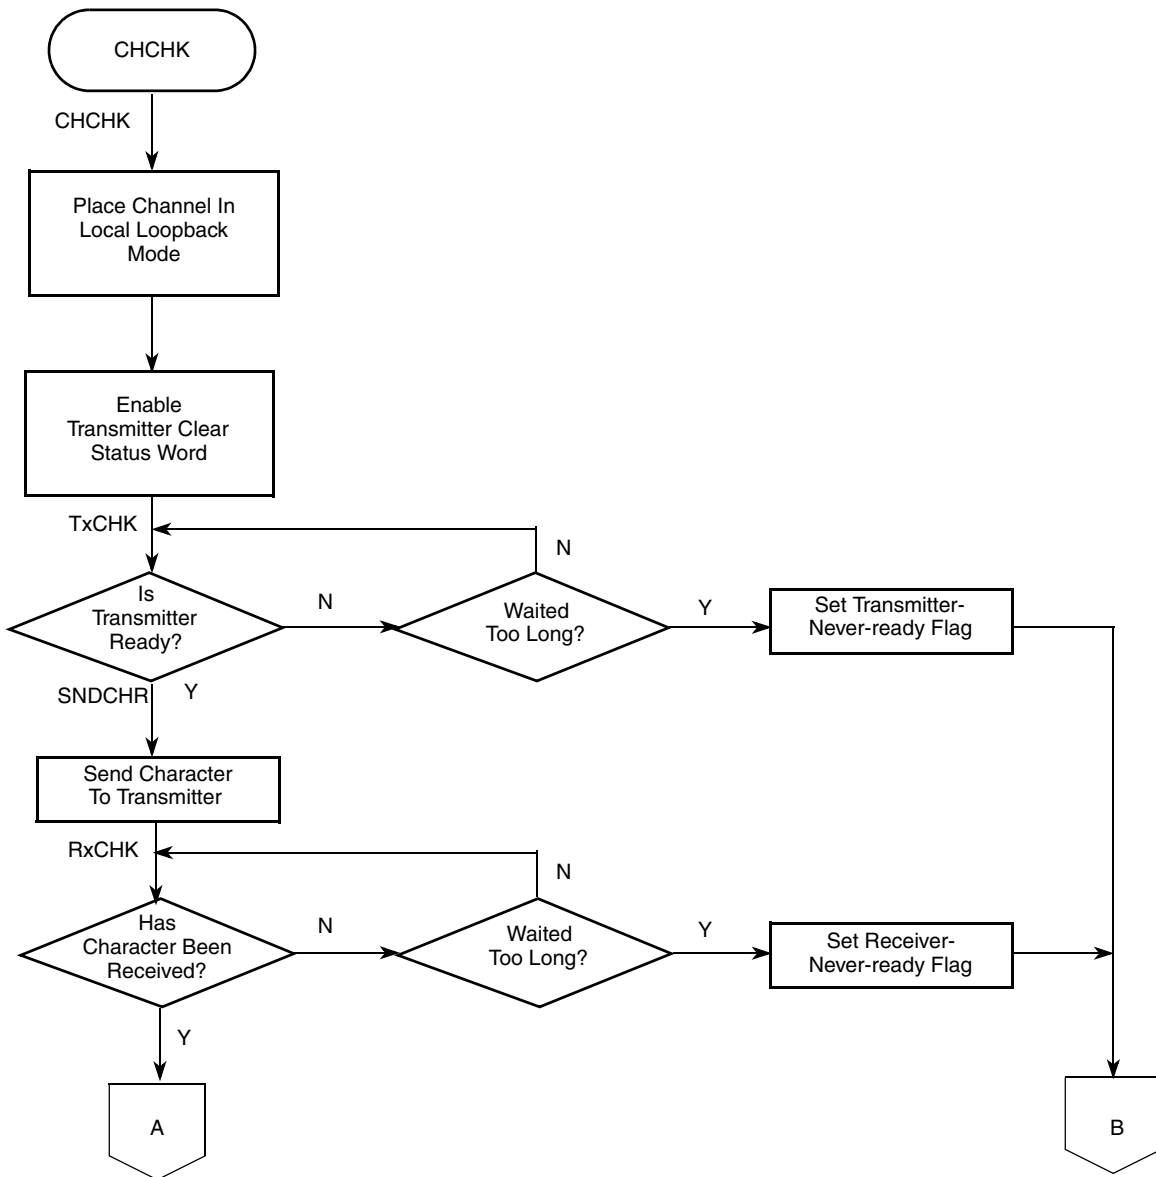 CHCHK
CHCHK
Place Channel In
Local Loopback
Mode
Enable
Transmitter Clear
Status Word
TxCHK
N
Is
Transmitter
Ready?
N
Waited
Too Long?
Y
Set Transmitter-
Never-ready Flag
SNDCHR
Y
Send Character
To Transmitter
RxCHK
N
Has
Character Been
Received?
N
Waited
Too Long?
Y
Set Receiver-
Never-ready Flag
Y
A
B